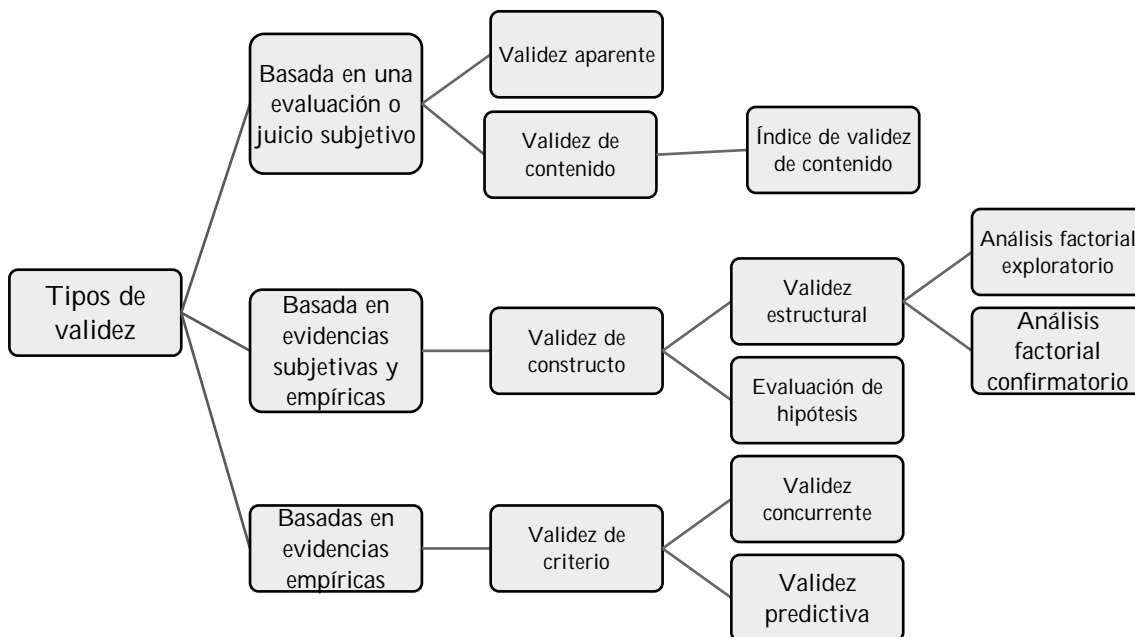 Tipos de
validez
Basada en una
evaluación o
juicio subjetivo
Validez aparente
Validez de
contenido
Índice de validez
de contenido
Basada en
evidencias
subjetivas y
empíricas
Validez de
constructo
Validez
estructural
Análisis factorial
exploratorio
Análisis
factorial
confirmatorio
Evaluación de
hipótesis
Basadas en
evidencias
empíricas
Validez de
criterio
Validez
concurrente
Validez
predictiva